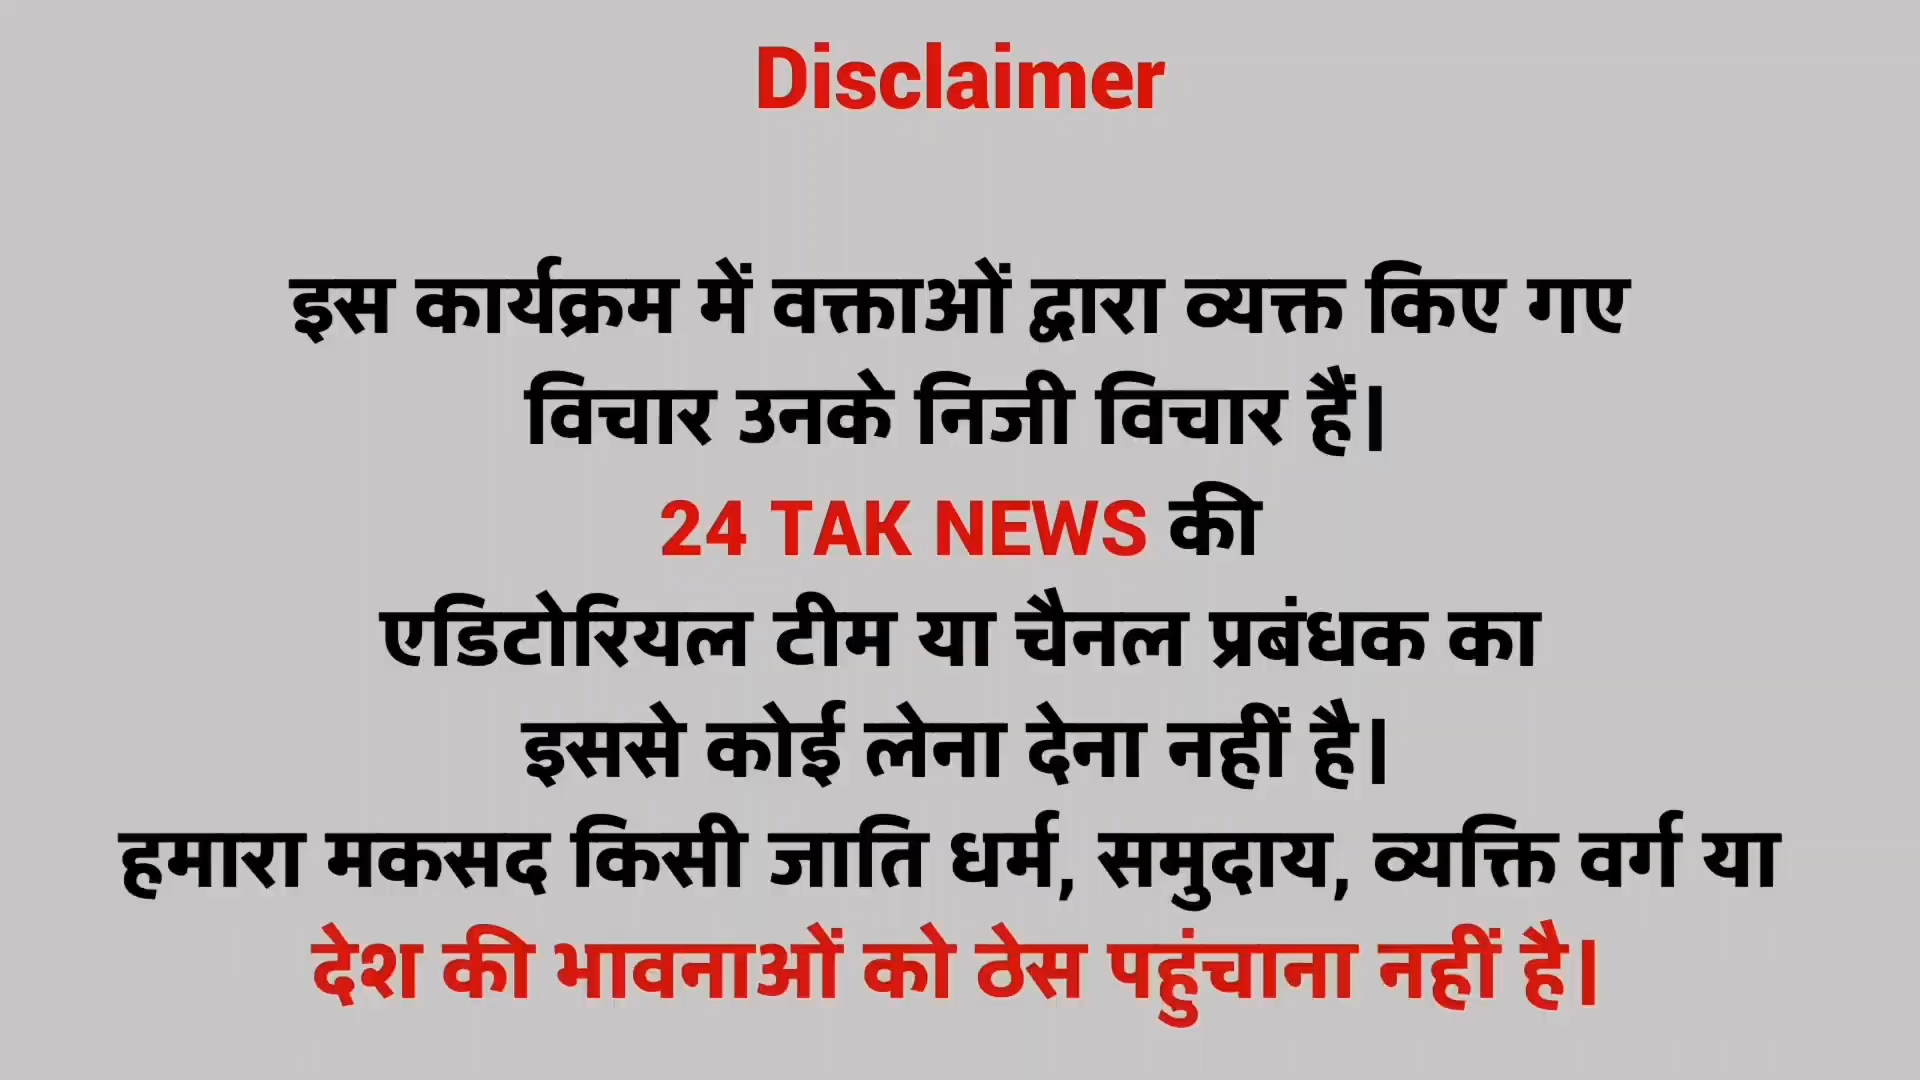 Disclaimer
इस कार्यक्रम में वक्ताओं द्वारा व्यक्त किए गए
विचार उनके निजी विचार हैं।
24 TAK NEWS की
एडिटोरियल टीम या चैनल प्रबंधक का
इससे कोई लेना देना नहीं है।
हमारा मकसद किसी जाति धर्म, समुदाय, व्यक्ति वर्ग या
देश की भावनाओं को ठेस पहुंचाना नहीं है।